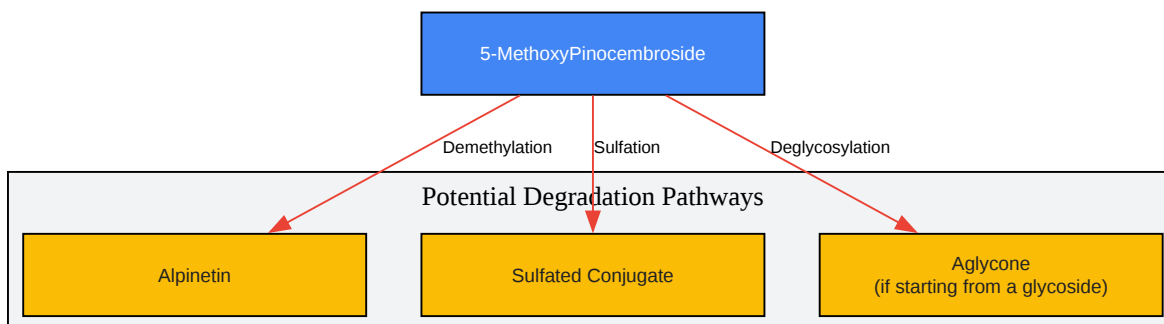 5-MethoxyPinocembroside
Demethylation
Sulfation
Deglycosylation
Potential Degradation Pathways
Alpinetin
Sulfated Conjugate
Aglycone
(if starting from a glycoside)